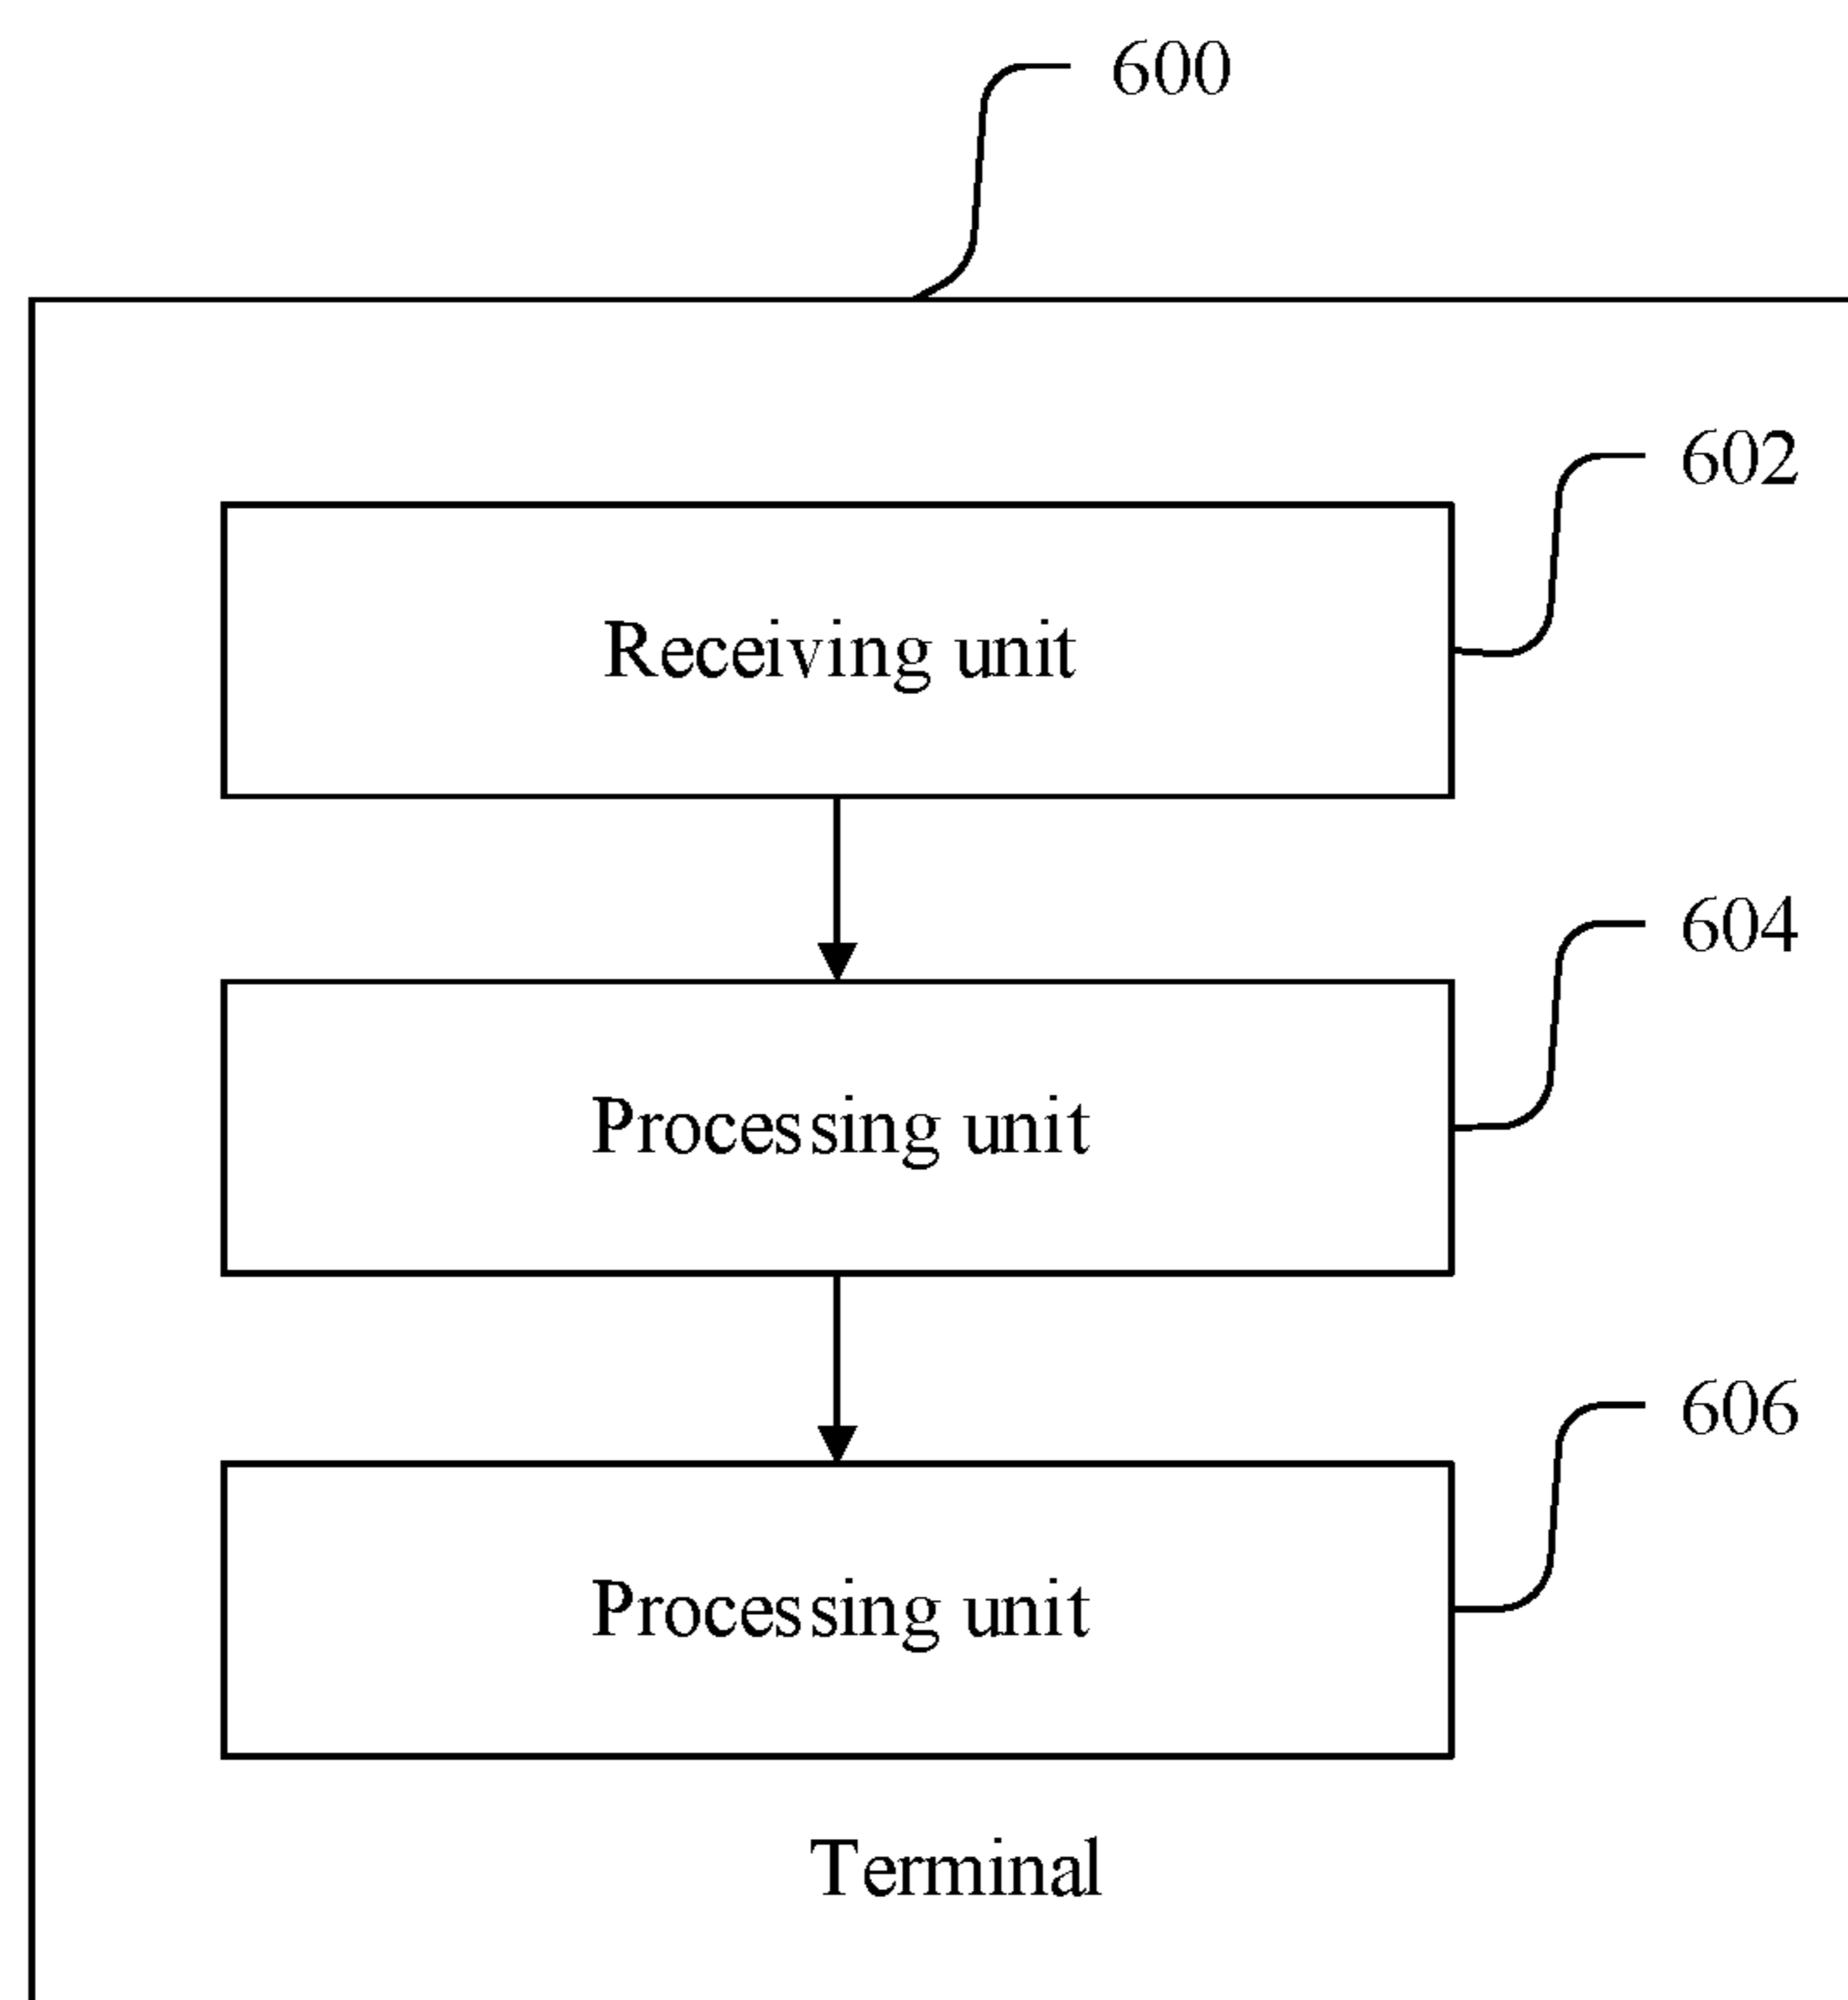 600
602
Receiving unit
604
Processing unit
606
Processing unit
Terminal